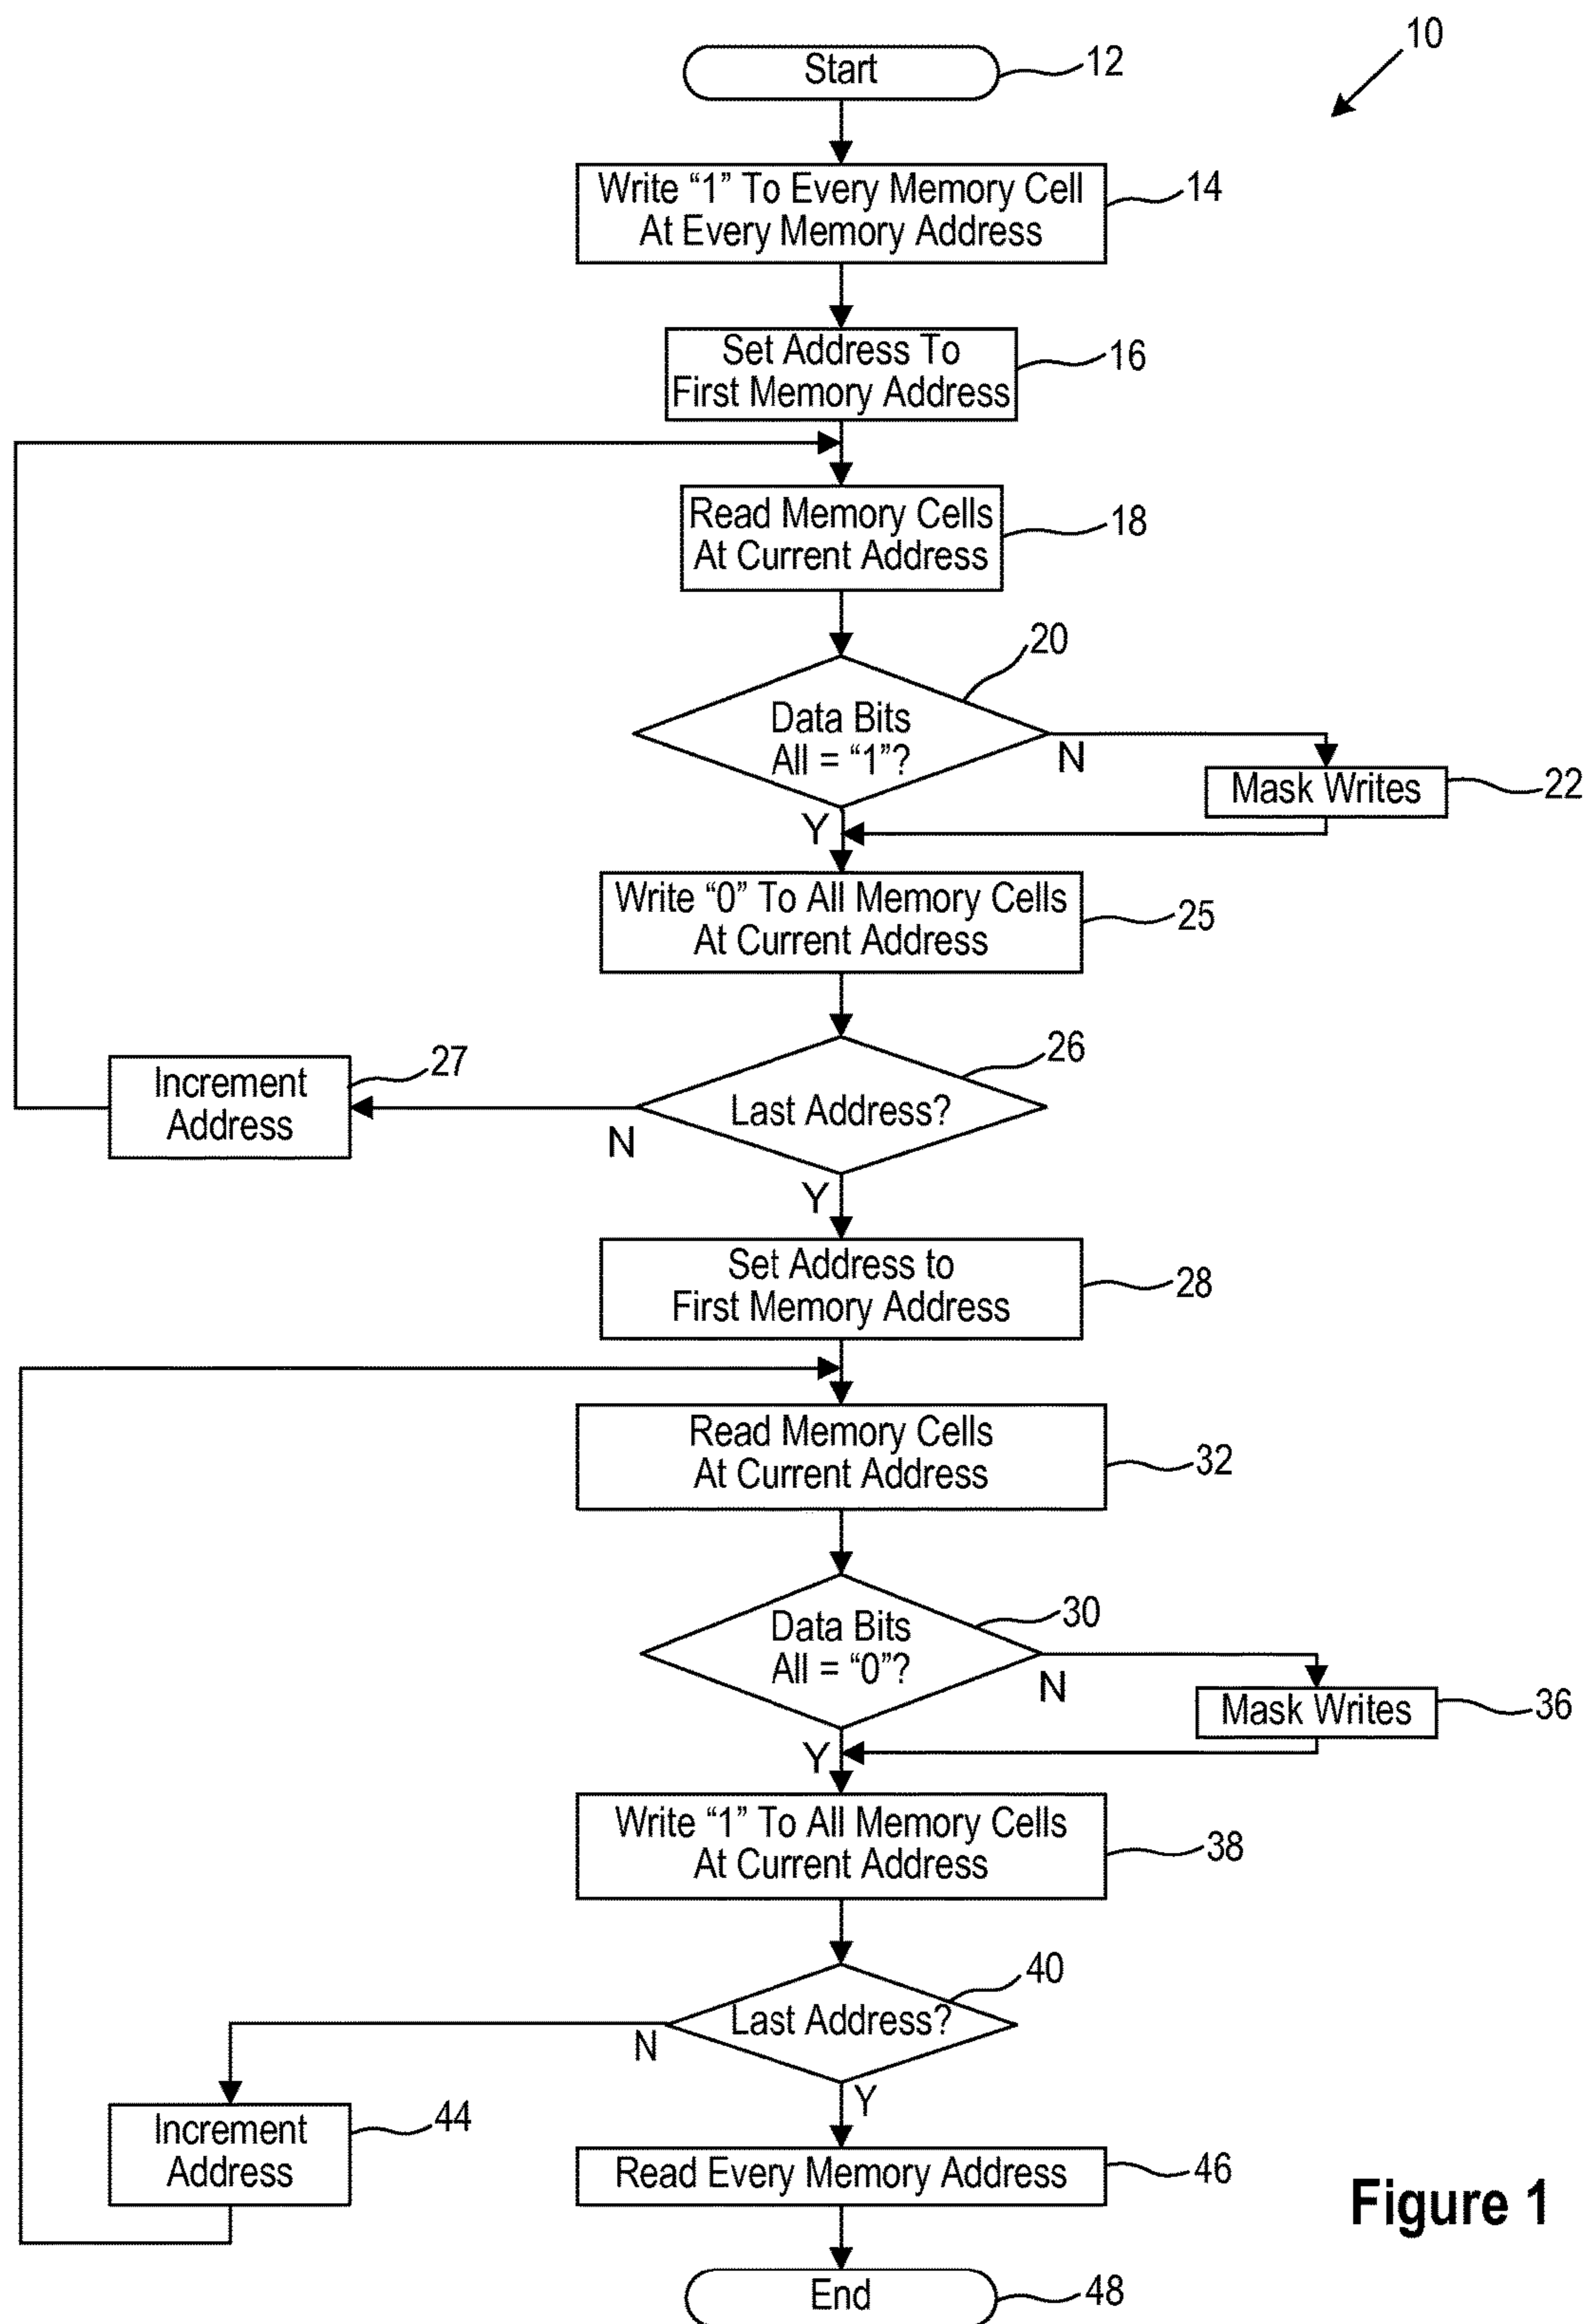 10
Start
12
Write “1” To Every Memory Cell
At Every Memory Address
14
Set Address To
First Memory Address
16
Read Memory Cells
At Current Address
18
20
Data Bits
All = “1”?
N
Mask Writes
22
Y
Write “0” To All Memory Cells
At Current Address
25
26
Last Address?
N
27
Increment
Address
Y
Set Address to
First Memory Address
28
Read Memory Cells
At Current Address
32
30
Data Bits
All = “0”?
N
Mask Writes
36
Y
Write “1” To All Memory Cells
At Current Address
38
40
Last Address?
N
Increment
Address
44
Y
Read Every Memory Address
46
End
48
Figure 1